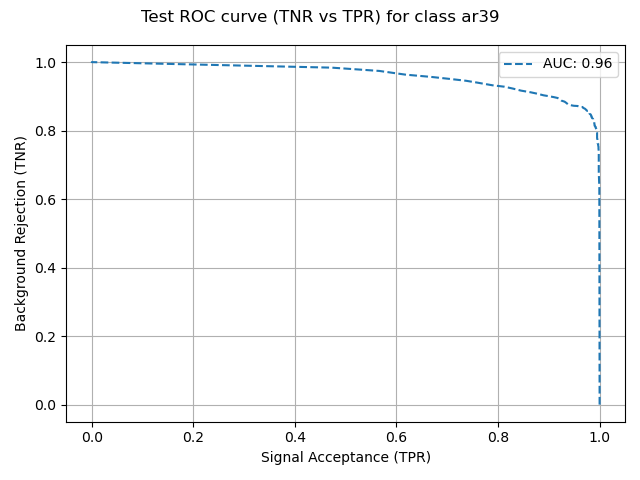 Test ROC curve (TNR vs TPR) for class ar39
AUC: 0.96
Background Rejection (TNR)
1.0
0.8
0.6
0.4
0.2
0.0
0.0 0.2 0.4 0.6 0.8 1.0
Signal Acceptance (TPR)